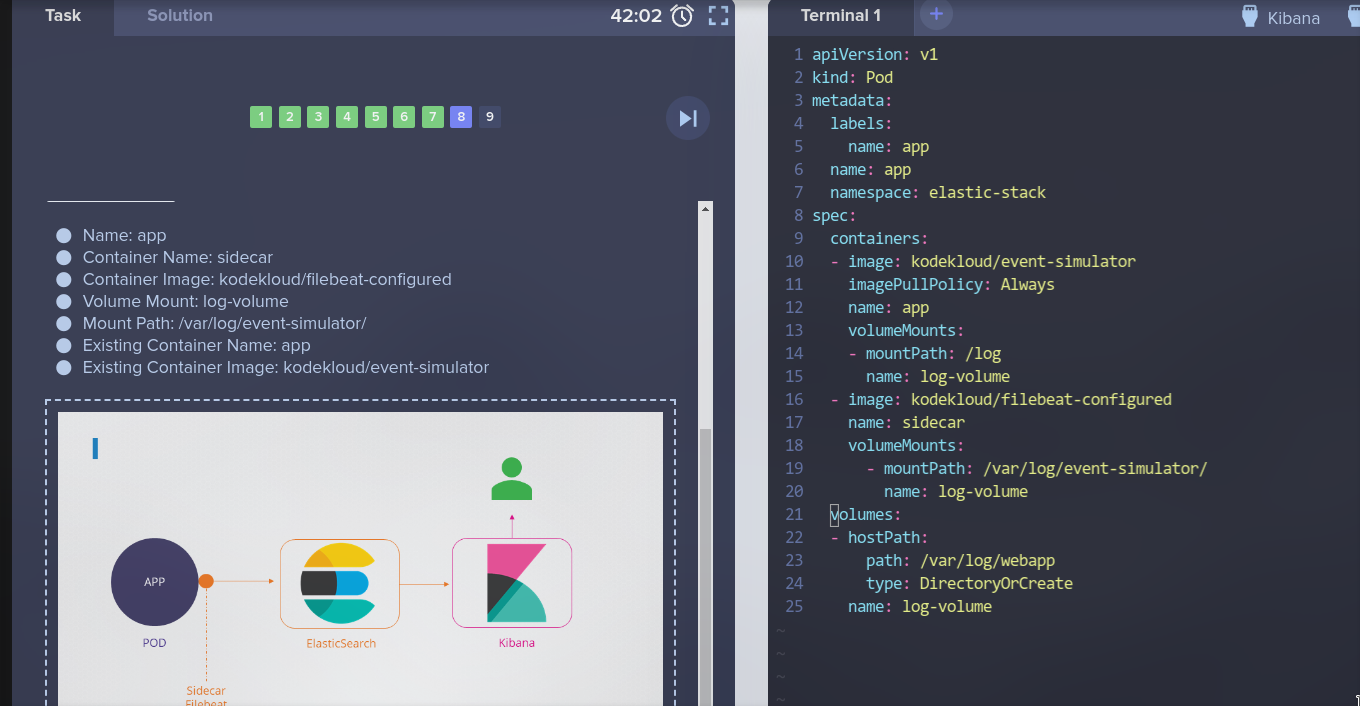 Task
Solution
42:02
1 2 3 4 5 6 7 8 9
Name: app
Container Name: sidecar
Container Image: kodekloud/filebeat-configured
Volume Mount: log-volume
Mount Path: /var/log/event-simulator/
Existing Container Name: app
Existing Container Image: kodekloud/event-simulator
APP
POD
ElasticSearch
Kibana
Sidecar
Filebeat
Terminal 1
+
Kibana
1 apiVersion: v1
2 kind: Pod
3 metadata:
4   labels:
5     name: app
6   name: app
7   namespace: elastic-stack
8 spec:
9   containers:
10   - image: kodekloud/event-simulator
11     imagePullPolicy: Always
12     name: app
13     volumeMounts:
14     - mountPath: /log
15       name: log-volume
16   - image: kodekloud/filebeat-configured
17     name: sidecar
18     volumeMounts:
19       - mountPath: /var/log/event-simulator/
20         name: log-volume
21   volumes:
22   - hostPath:
23       path: /var/log/webapp
24       type: DirectoryOrCreate
25     name: log-volume
~
~
~
~